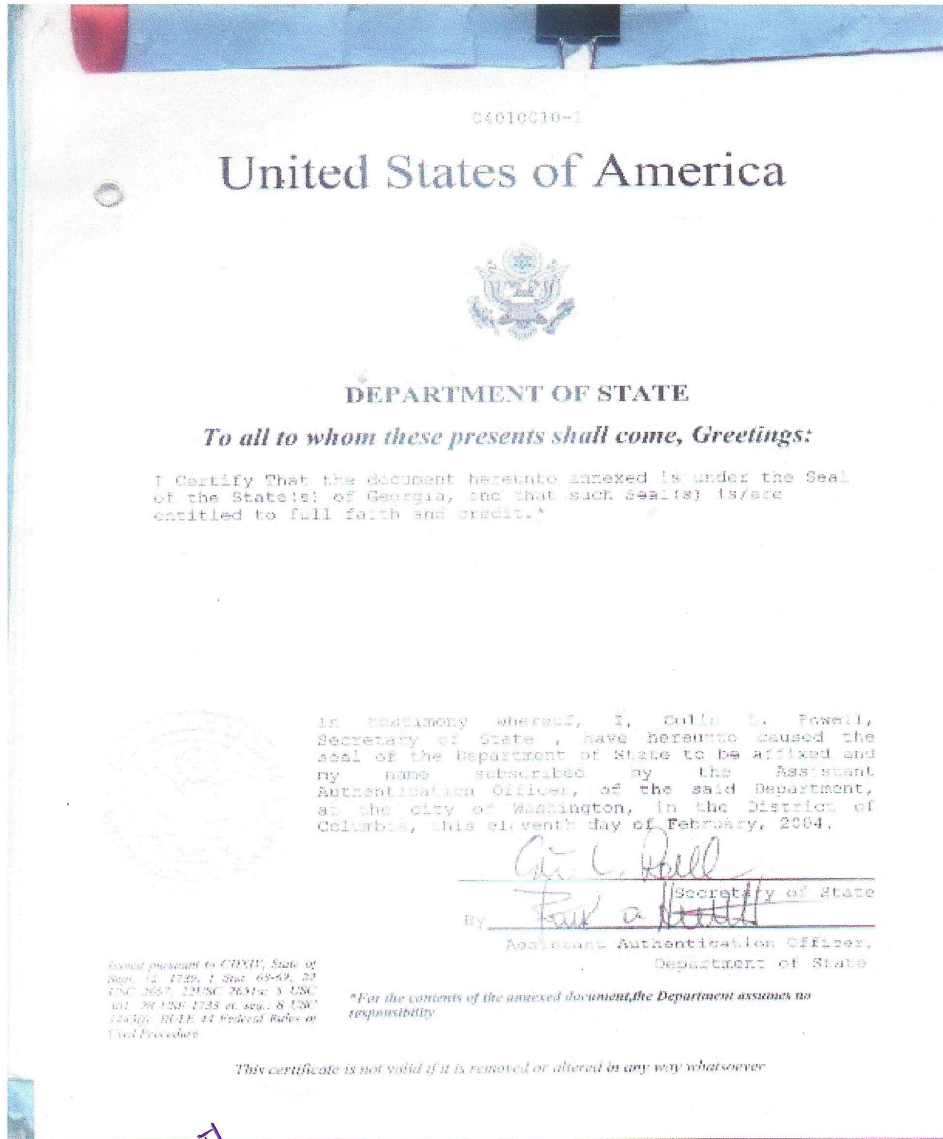 United States of America
DEPARTMENT OF STATE
To all to whom these presents shall come, Greetings:
I Certify That the document hereunto annexed is under the Seal
of the State(s) of Georgia, and that such Seal(s) is/are
entitled to full faith and credit.*
In testimony whereof, I, Colin L. Powell,
Secretary of State , have hereunto caused the
seal of the Department of State to be affixed and
my name subscribed by the Assistant
Authentication Officer, of the said Department,
at the city of Washington, in the District of
Columbia, this eleventh day of February, 2004.
Secretary of State
By
Assistant Authentication Officer,
Department of State
Issued pursuant to State of
Sept. 1789, 1 Stat. 68-69; 22
USC 2657; 22USC 2651a; 5 USC
301; 28 USC 1733 et. seq.; 8 USC
1443(f); RULE 44 Federal Rules of
Civil Procedure
*For the contents of the annexed document,the Department assumes no
responsibility
This certificate is not valid if it is removed or altered in any way whatsoever